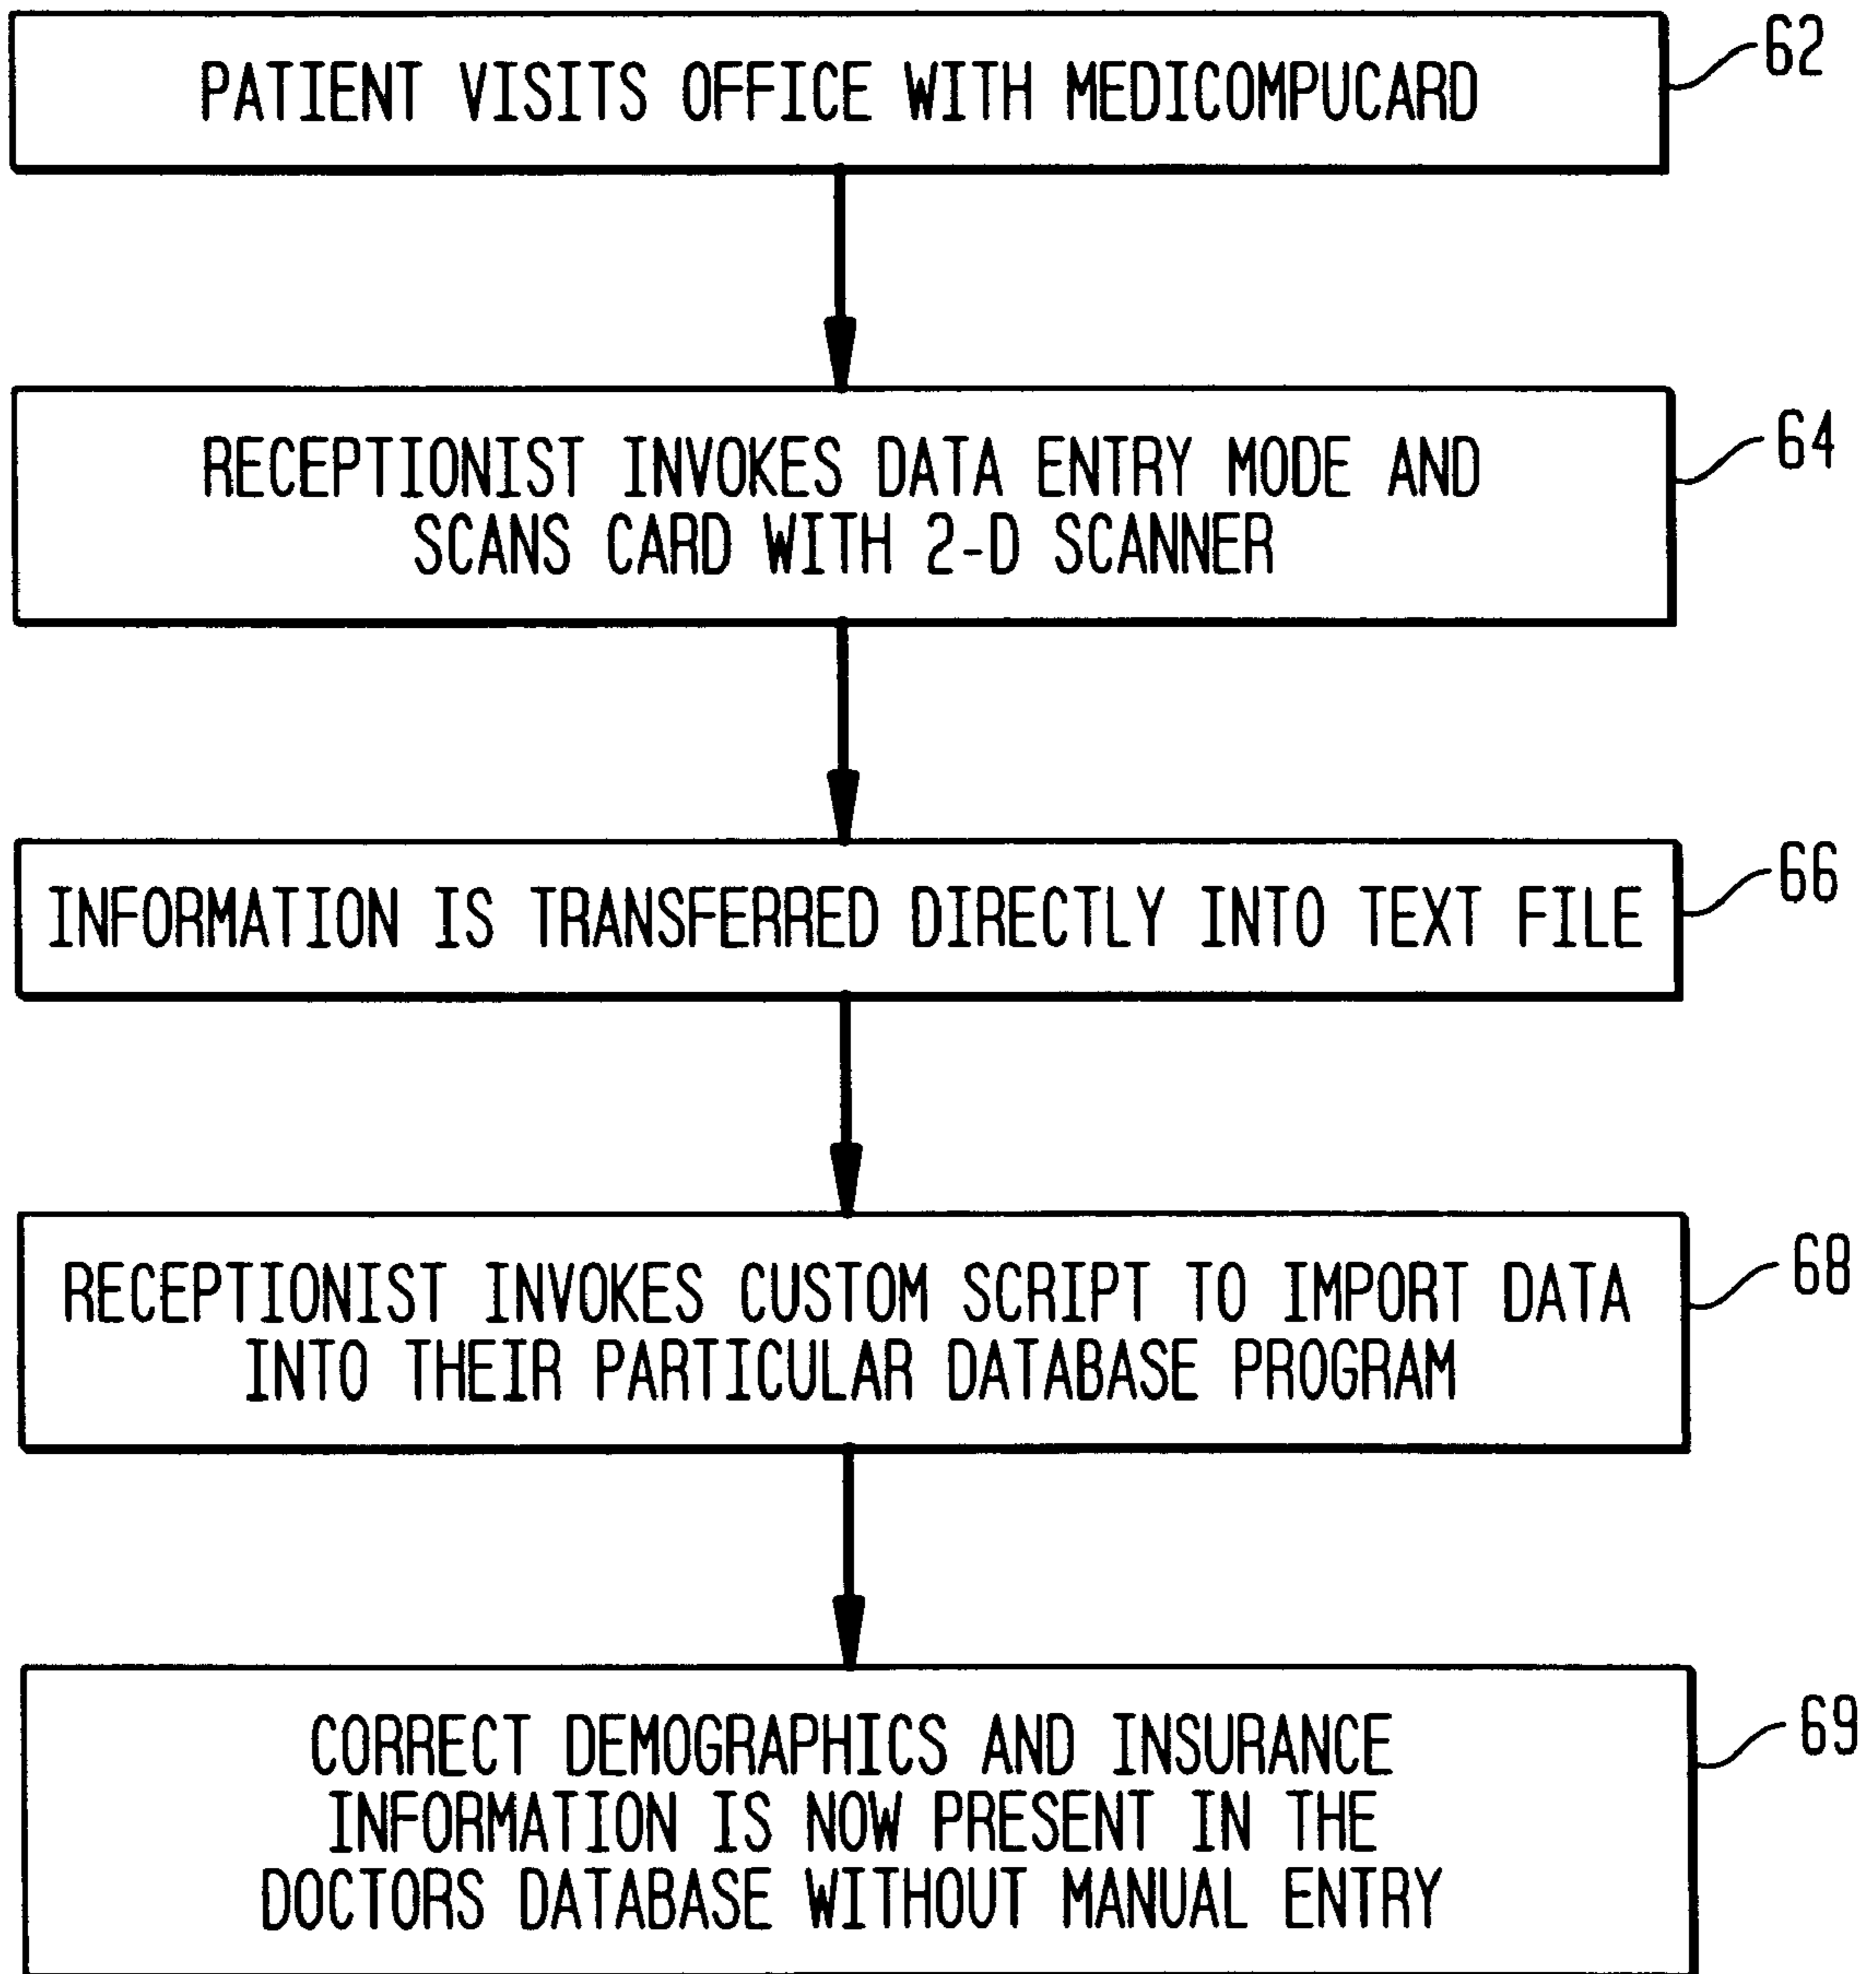 PATIENT VISITS OFFICE WITH MEDICOMPUCARD
62
RECEPTIONIST INVOKES DATA ENTRY MODE AND
SCANS CARD WITH 2-D SCANNER
64
INFORMATION IS TRANSFERRED DIRECTLY INTO TEXT FILE
66
RECEPTIONIST INVOKES CUSTOM SCRIPT TO IMPORT DATA
INTO THEIR PARTICULAR DATABASE PROGRAM
68
CORRECT DEMOGRAPHICS AND INSURANCE
INFORMATION IS NOW PRESENT IN THE
DOCTORS DATABASE WITHOUT MANUAL ENTRY
69